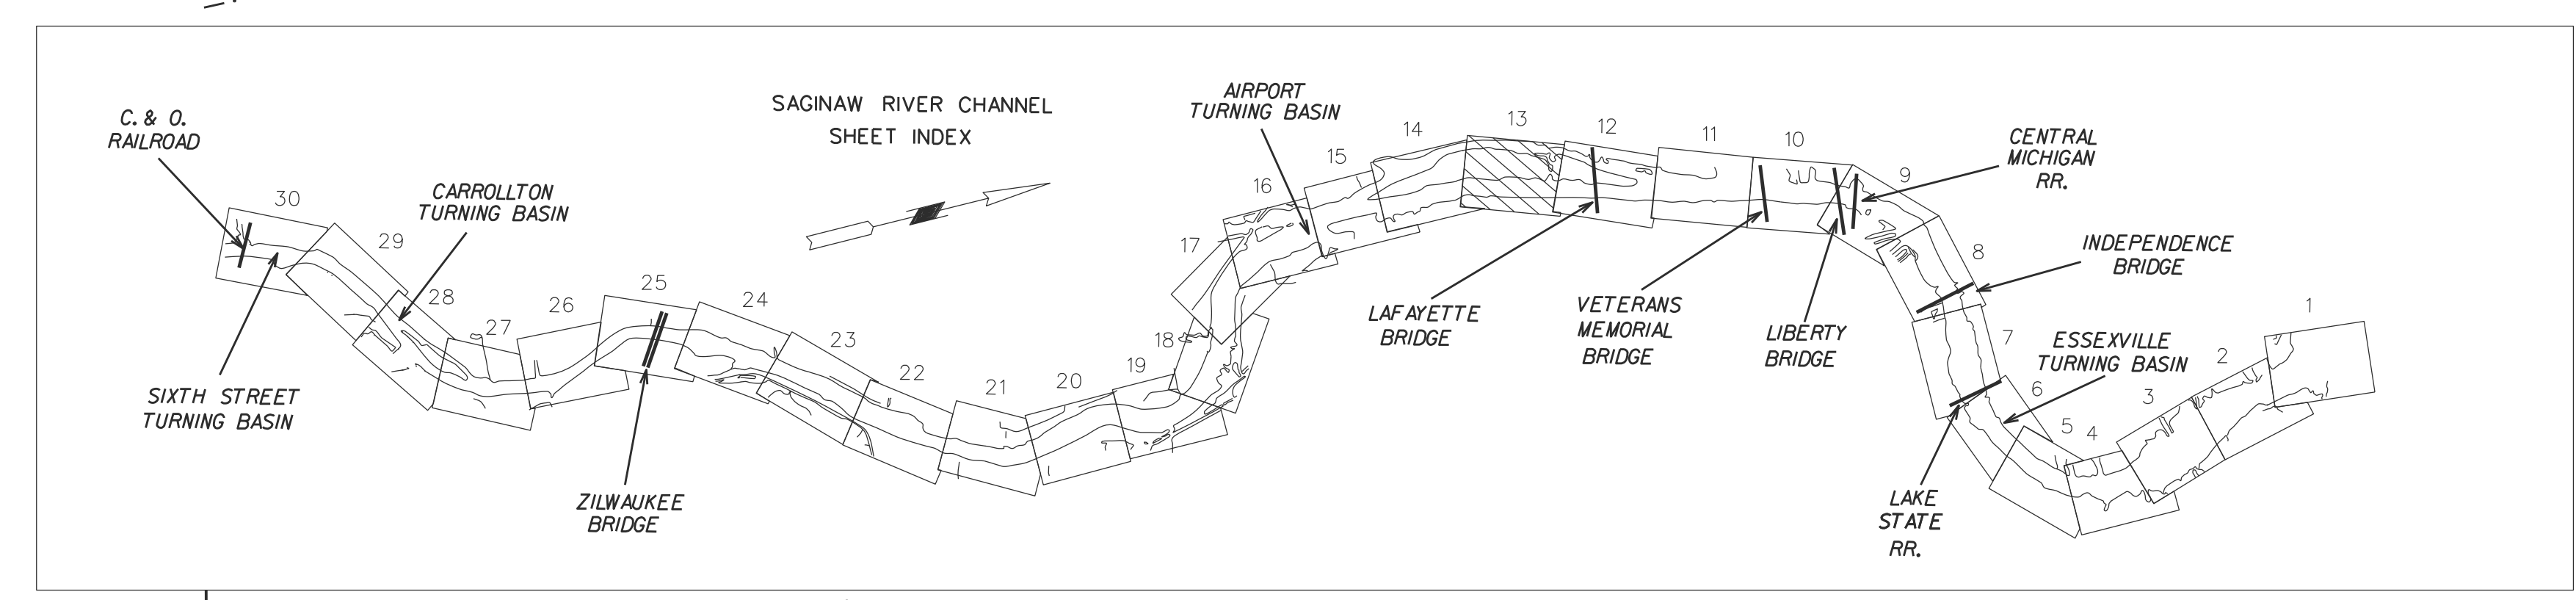 SAGINAW RIVER CHANNEL
SHEET INDEX
C. & O.
RAILROAD
30
SIXTH STREET
TURNING BASIN
29
CARROLLTON
TURNING BASIN
28
27
26
25
ZILWAUKEE
BRIDGE
24
23
22
21
20
19
18
17
16
AIRPORT
TURNING BASIN
15
14
13
12
LAFAYETTE
BRIDGE
11
VETERANS
MEMORIAL
BRIDGE
10
LIBERTY
BRIDGE
9
CENTRAL
MICHIGAN
RR.
8
INDEPENDENCE
BRIDGE
7
ESSEXVILLE
TURNING BASIN
6
LAKE
STATE
RR.
5
4
3
2
1